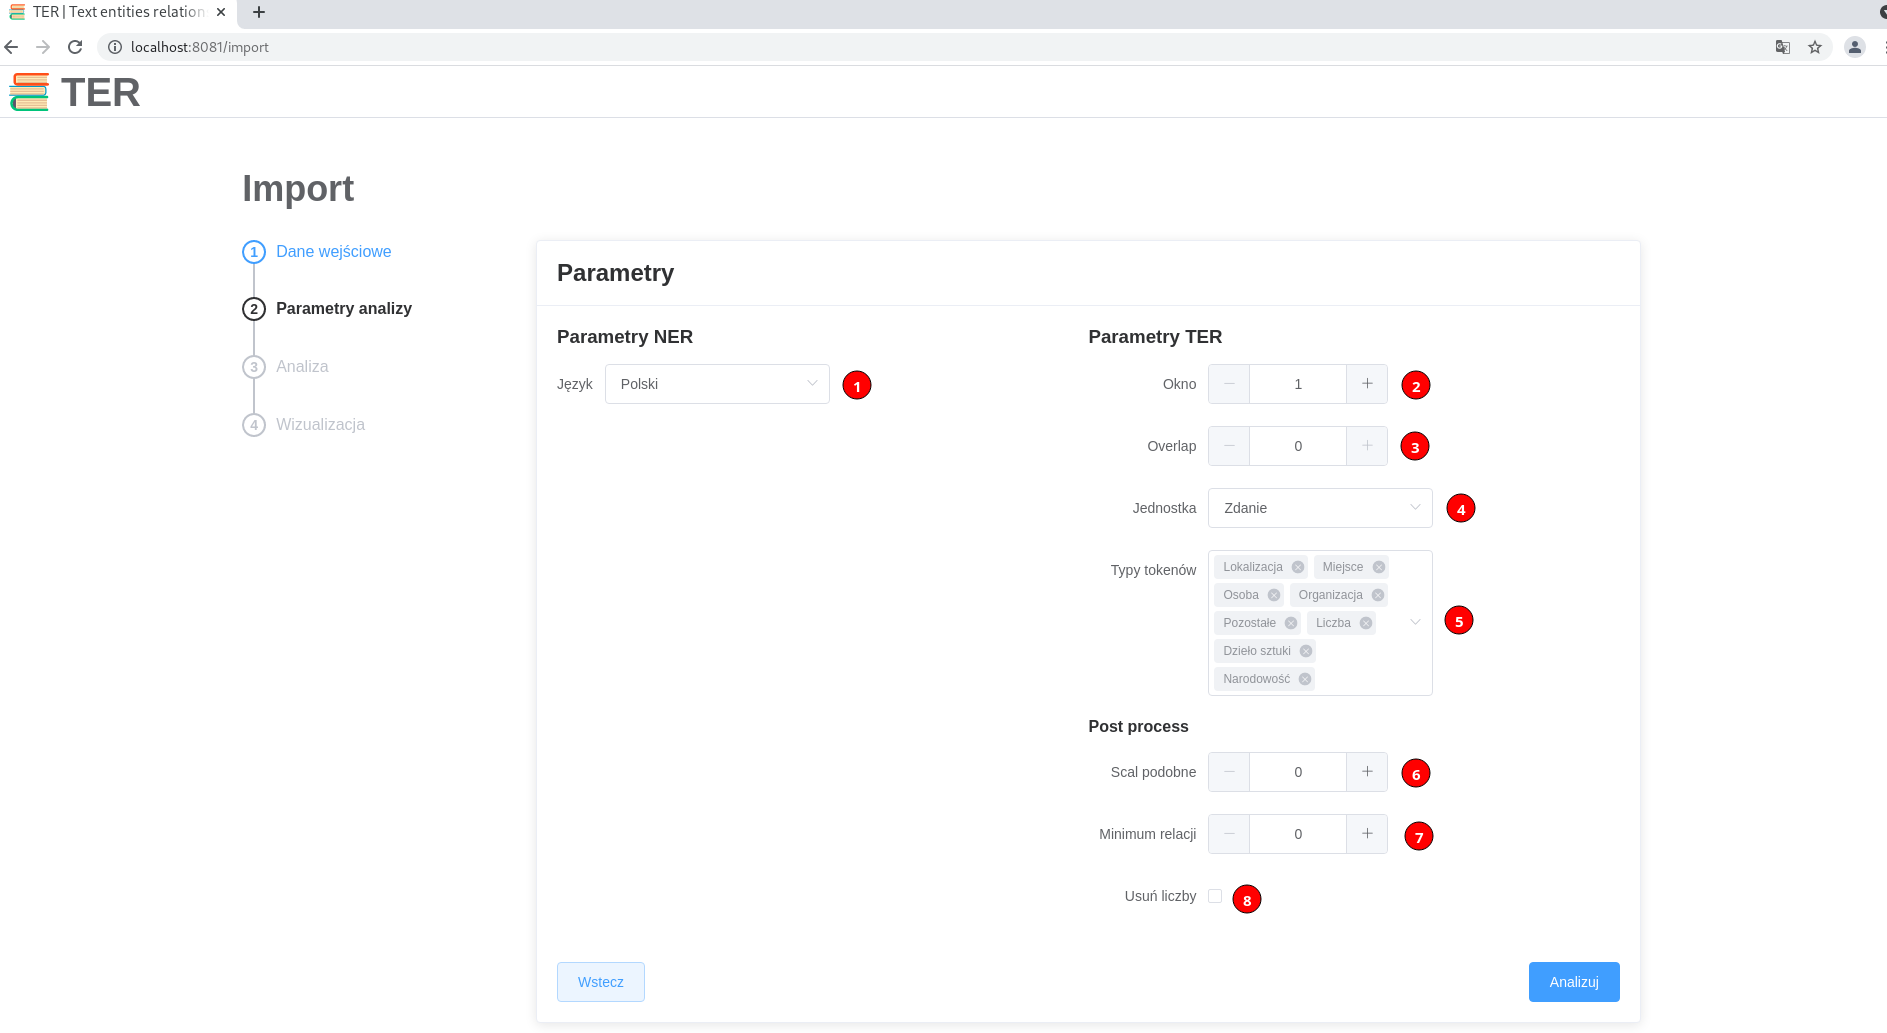 TER | Text entities relation
localhost:8081/import
TER
Import
1 Dane wejściowe
2 Parametry analizy
3 Analiza
4 Wizualizacja
Parametry
Parametry NER
Język Polski 1
Parametry TER
Okno 1 2
Overlap 0 3
Jednostka Zdanie 4
Typy tokenów
Lokalizacja Miejsce
Osoba Organizacja
Pozostałe Liczba
5
Dzieło sztuki
Narodowość
Post process
Scal podobne 0 6
Minimum relacji 0 7
Usuń liczby 8
Wstecz
Analizuj